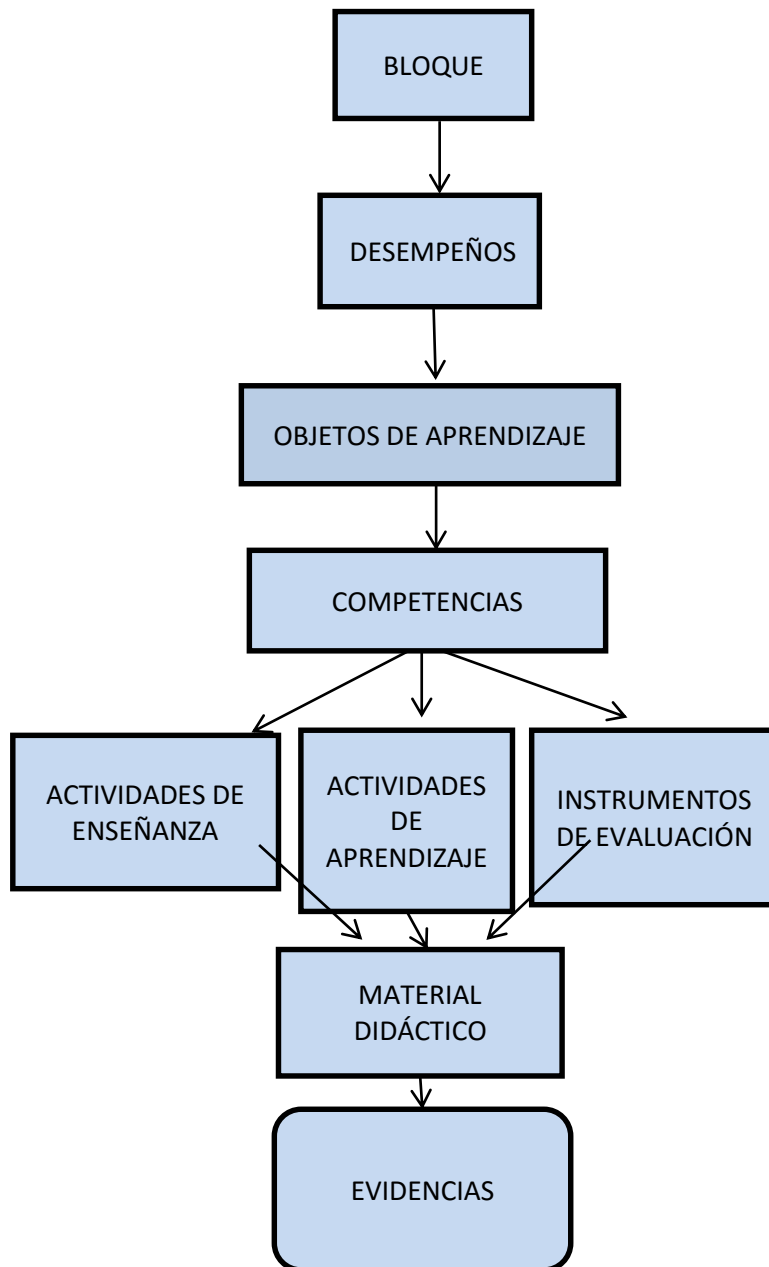 BLOQUE
DESEMPEÑOS
OBJETOS DE APRENDIZAJE
COMPETENCIAS
ACTIVIDADES DE
ENSEÑANZA
ACTIVIDADES
DE
APRENDIZAJE
INSTRUMENTOS
DE EVALUACIÓN
MATERIAL
DIDÁCTICO
EVIDENCIAS